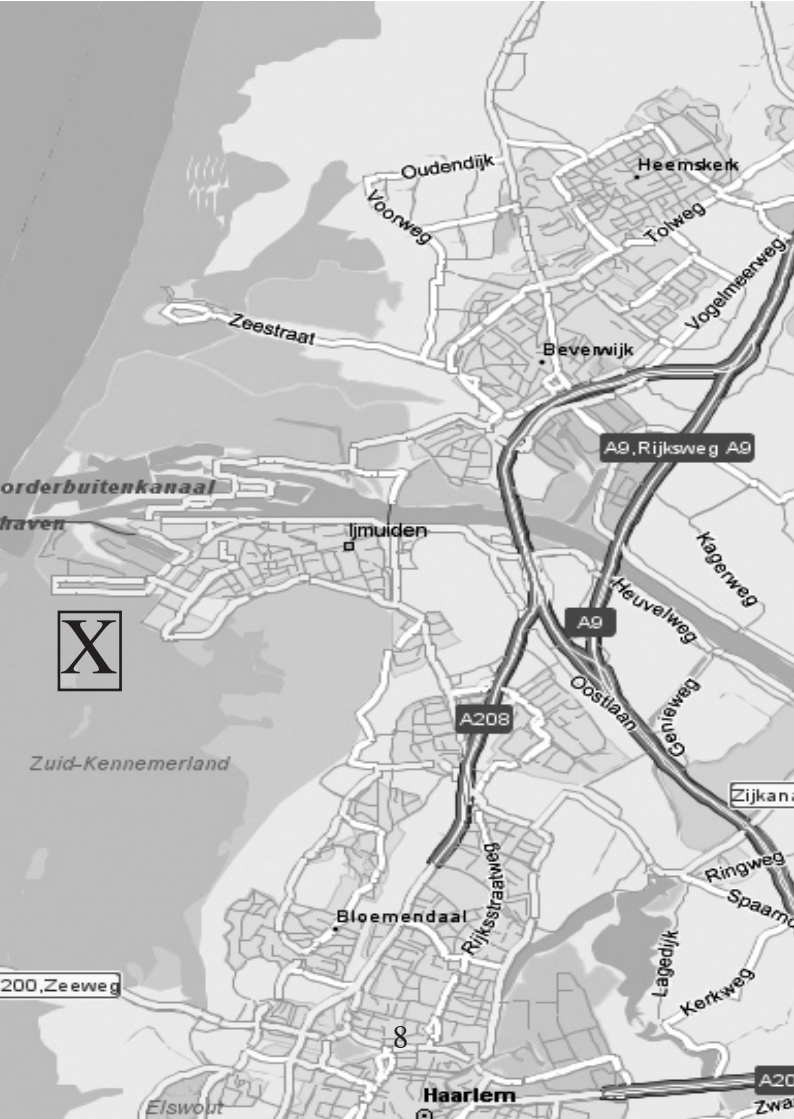 Heemskerk
Oudendijk
Voorweg
Tolweg
Vogelmeerweg
Zeestraat
Beverwijk
A9,Rijksweg A9
orderbuitenkanaal
haven
Ijmuiden
Kagerweg
Heuvelweg
A9
X
Oostlaan
Genieweg
A208
Zuid-Kennemerland
Zijkana
Ringweg
Rijksstraatweg
Spaarnd
Bloemendaal
Lagedijk
200,Zeeweg
Kerkweg
8
A20
Haarlem
Elswout
Zwa